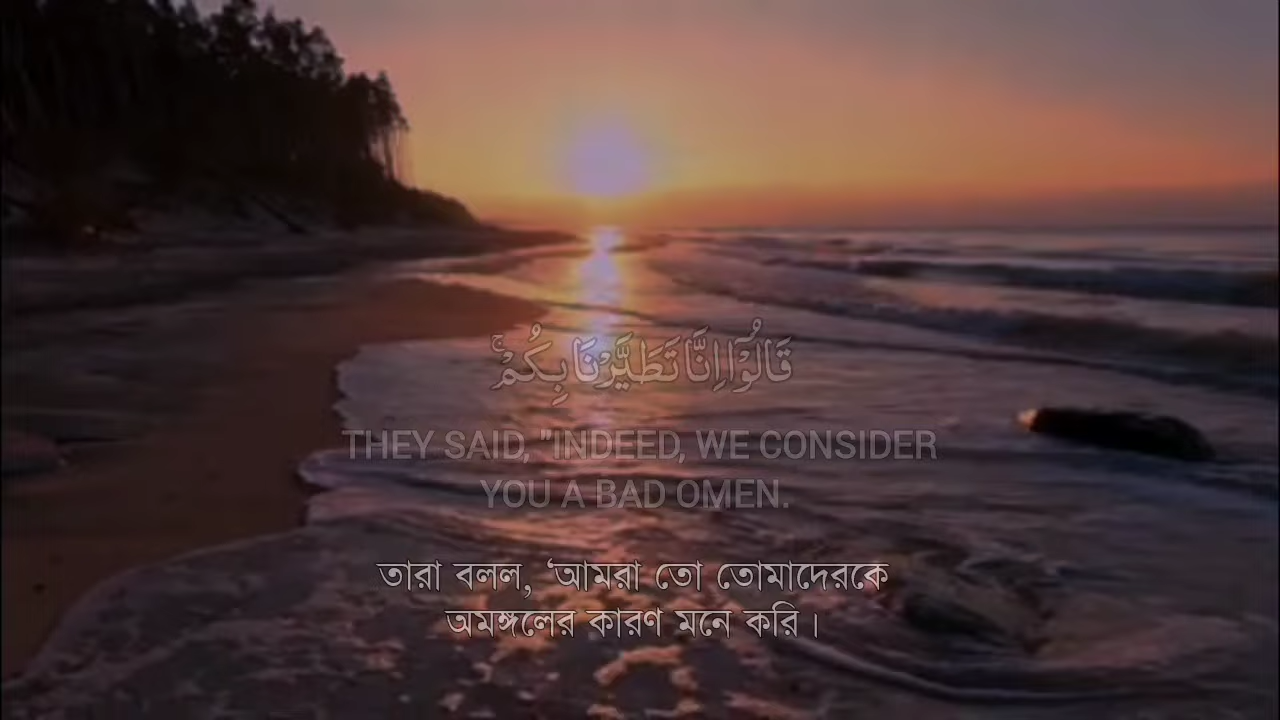 قَالُوْۤا اِنَّا تَطَیَّرْنَا بِكُمْۚ
THEY SAID, "INDEED, WE CONSIDER
YOU A BAD OMEN.
তারা বলল, ‘আমরা তো তোমাদেরকে
অমঙ্গলের কারণ মনে করি।